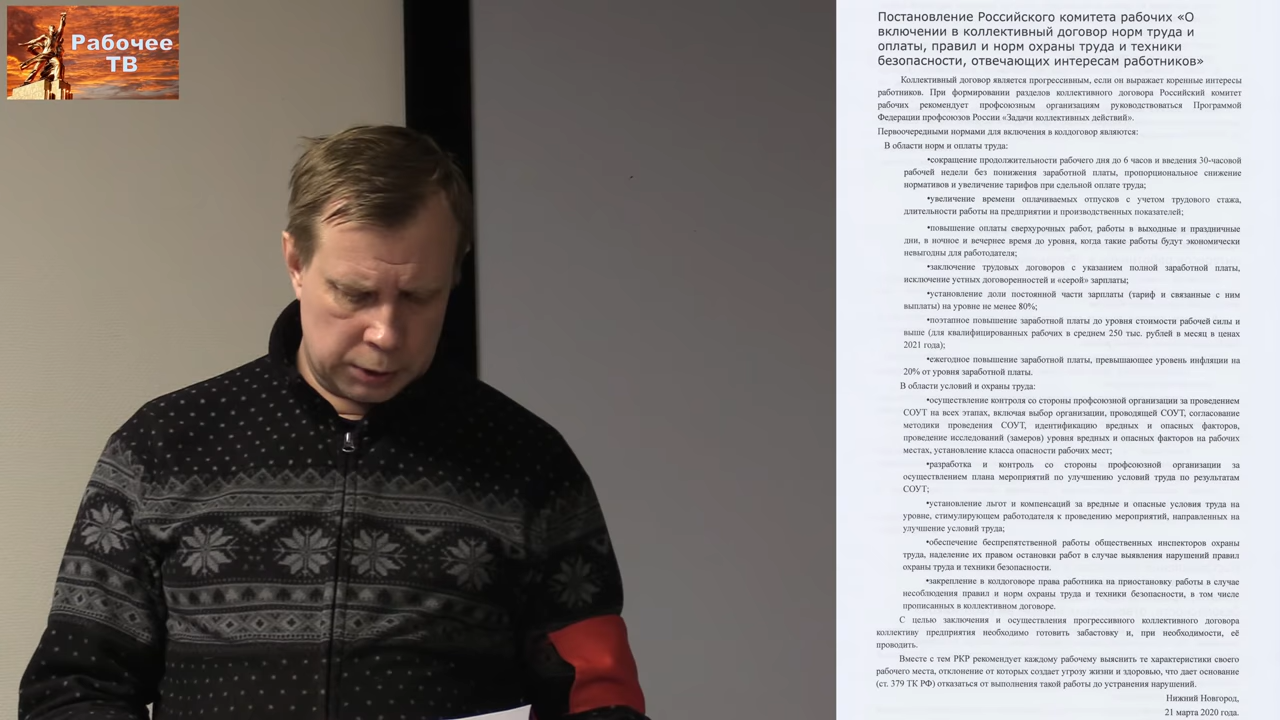 Рабочее
ТВ
Постановление Российского комитета рабочих «О
включении в коллективный договор норм труда и
оплаты, правил и норм охраны труда и техники
безопасности, отвечающих интересам работников»
Коллективный договор является прогрессивным, если он выражает коренные интересы
работников. При формировании разделов коллективного договора Российский комитет
рабочих рекомендует профсоюзным организациям руководствоваться Программой
Федерации профсоюзов России «Задачи коллективных действий».
Первоочередными нормами для включения в колдоговор являются:
В области норм и оплаты труда:
•сокращение продолжительности рабочего дня до 6 часов и введения 30-часовой
рабочей недели без понижения заработной платы, пропорциональное снижение
нормативов и увеличение тарифов при сдельной оплате труда;
•увеличение времени оплачиваемых отпусков с учетом трудового стажа,
длительности работы на предприятии и производственных показателей;
•повышение оплаты сверхурочных работ, работы в выходные и праздничные
дни, в ночное и вечернее время до уровня, когда такие работы будут экономически
невыгодны для работодателя;
•заключение трудовых договоров с указанием полной заработной платы,
исключение устных договоренностей и «серой» зарплаты;
•установление доли постоянной части зарплаты (тариф и связанные с ним
выплаты) на уровне не менее 80%;
•поэтапное повышение заработной платы до уровня стоимости рабочей силы и
выше (для квалифицированных рабочих в среднем 250 тыс. рублей в месяц в ценах
2021 года);
•ежегодное повышение заработной платы, превышающее уровень инфляции на
20% от уровня заработной платы.
В области условий и охраны труда:
•осуществление контроля со стороны профсоюзной организации за проведением
СОУТ на всех этапах, включая выбор организации, проводящей СОУТ, согласование
методики проведения СОУТ, идентификацию вредных и опасных факторов,
проведение исследований (замеров) уровня вредных и опасных факторов на рабочих
местах, установление класса опасности рабочих мест;
•разработка и контроль со стороны профсоюзной организации за
осуществлением плана мероприятий по улучшению условий труда по результатам
СОУТ;
•установление льгот и компенсаций за вредные и опасные условия труда на
уровне, стимулирующем работодателя к проведению мероприятий, направленных на
улучшение условий труда;
•обеспечение беспрепятственной работы общественных инспекторов охраны
труда, наделение их правом остановки работ в случае выявления нарушений правил
охраны труда и техники безопасности.
•закрепление в колдоговоре права работника на приостановку работы в случае
несоблюдения правил и норм охраны труда и техники безопасности, в том числе
прописанных в коллективном договоре.
С целью заключения и осуществления прогрессивного коллективного договора
коллективу предприятия необходимо готовить забастовку и, при необходимости, её
проводить.
Вместе с тем РКР рекомендует каждому рабочему выяснить те характеристики своего
рабочего места, отклонение от которых создает угрозу жизни и здоровью, что дает основание
(ст. 379 ТК РФ) отказаться от выполнения такой работы до устранения нарушений.
Нижний Новгород,
21 марта 2020 года.